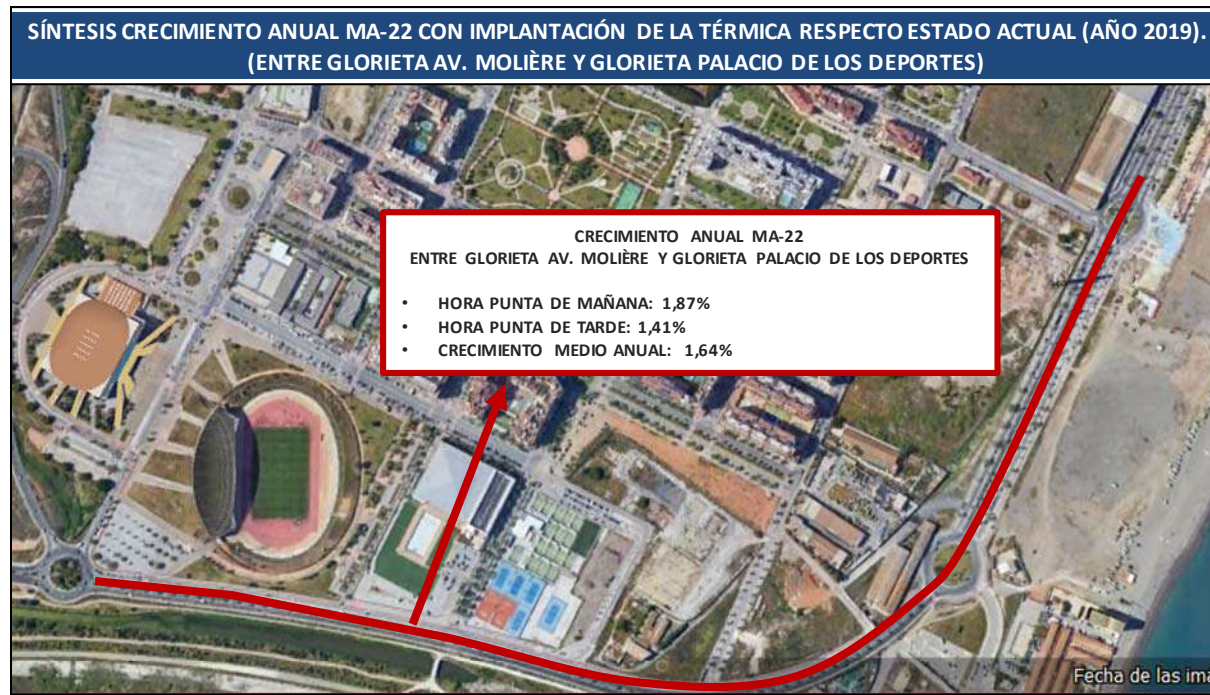 SÍNTESIS CRECIMIENTO ANUAL MA-22 CON IMPLANTACIÓN DE LA TÉRMICA RESPECTO ESTADO ACTUAL (AÑO 2019).
(ENTRE GLORIETA AV. MOLIÈRE Y GLORIETA PALACIO DE LOS DEPORTES)
CRECIMIENTO ANUAL MA-22
ENTRE GLORIETA AV. MOLIÈRE Y GLORIETA PALACIO DE LOS DEPORTES
• HORA PUNTA DE MAÑANA: 1,87%
• HORA PUNTA DE TARDE: 1,41%
• CRECIMIENTO MEDIO ANUAL: 1,64%
Fecha de las imá